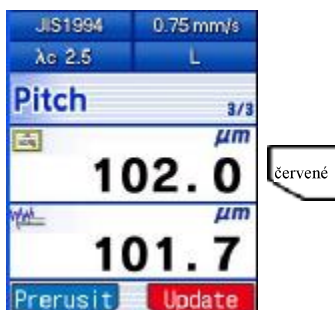 JIS1994 0.75 mm/s
λc 2.5 L
Pitch 3/3
µm
102.0
červené
µm
101.7
Prerusit Update